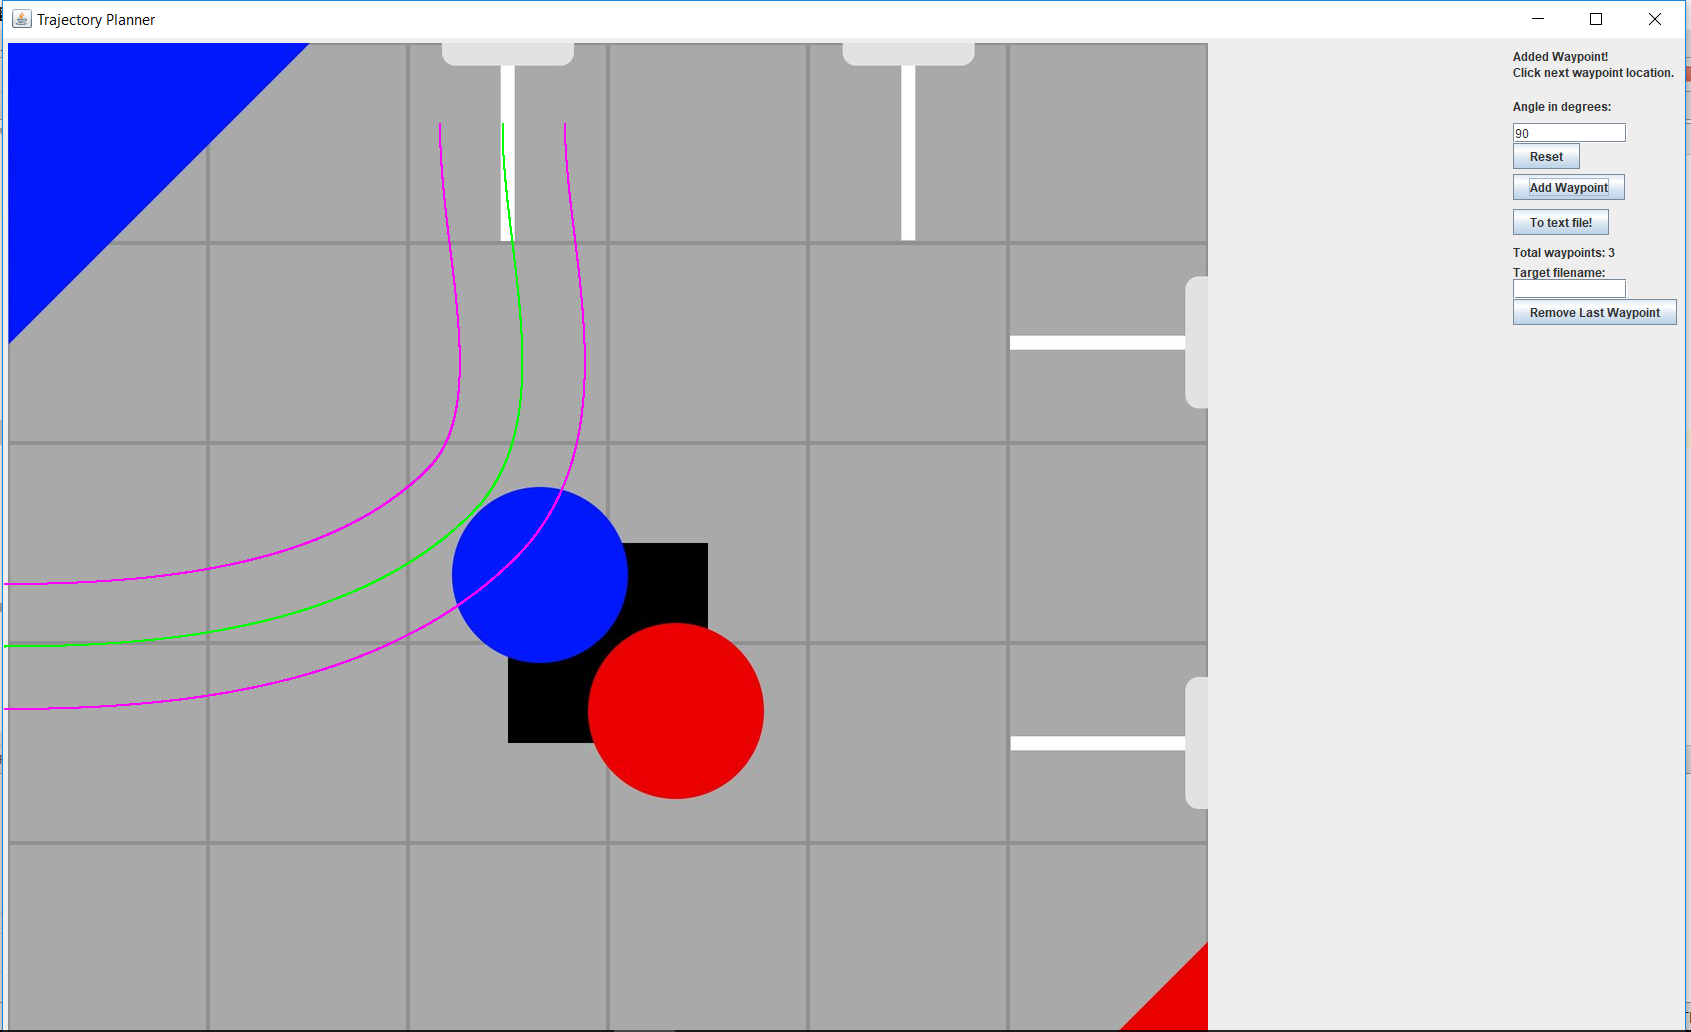 Trajectory Planner
Added Waypoint!
Click next waypoint location.
Angle in degrees:
90
Reset
Add Waypoint
To text file!
Total waypoints: 3
Target filename:
Remove Last Waypoint